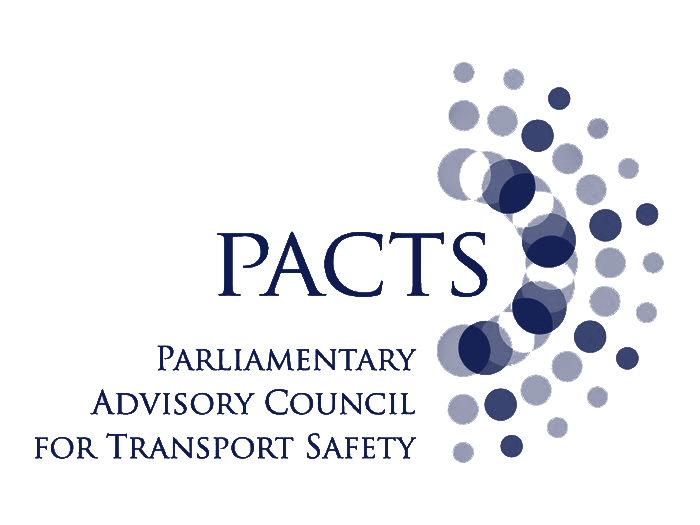 PACTS
PARLIAMENTARY
ADVISORY COUNCIL
FOR TRANSPORT SAFETY